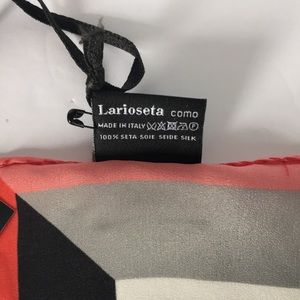 Larioseta como
MADE IN ITALY P
100% SETA-SOIE SEIDE SILK